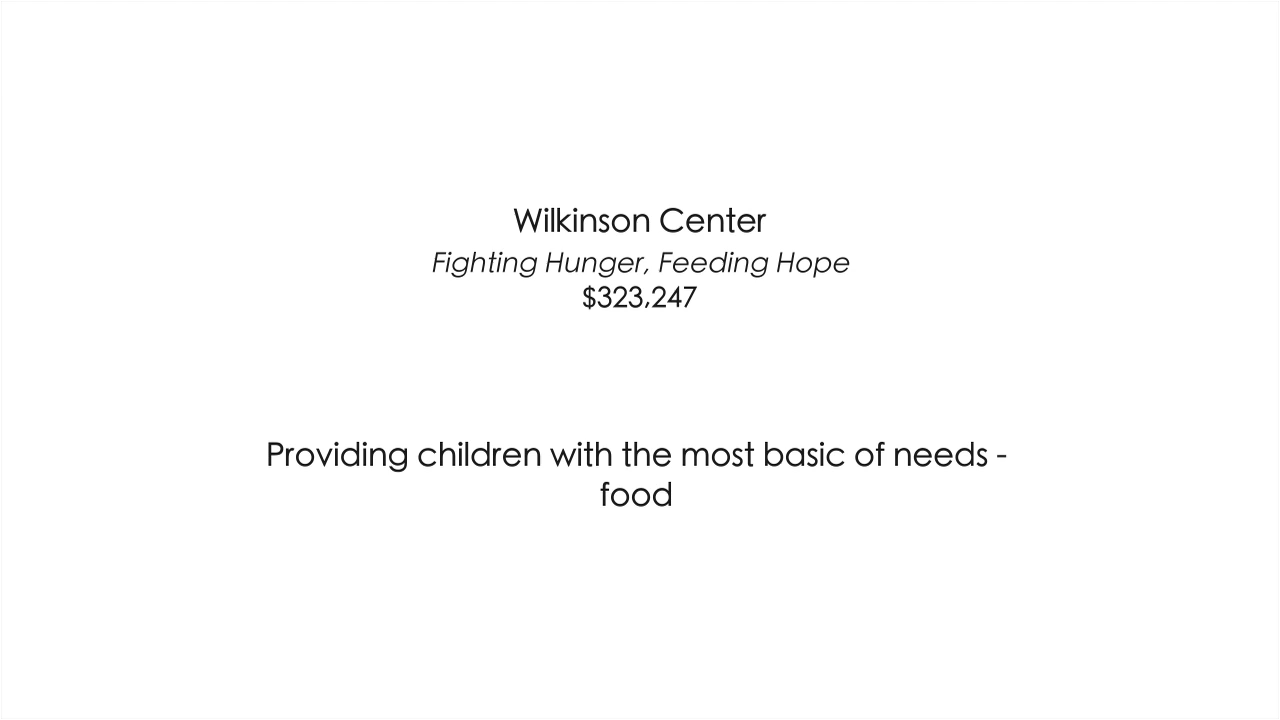 Wilkinson Center
Fighting Hunger, Feeding Hope
$323,247
Providing children with the most basic of needs -
food